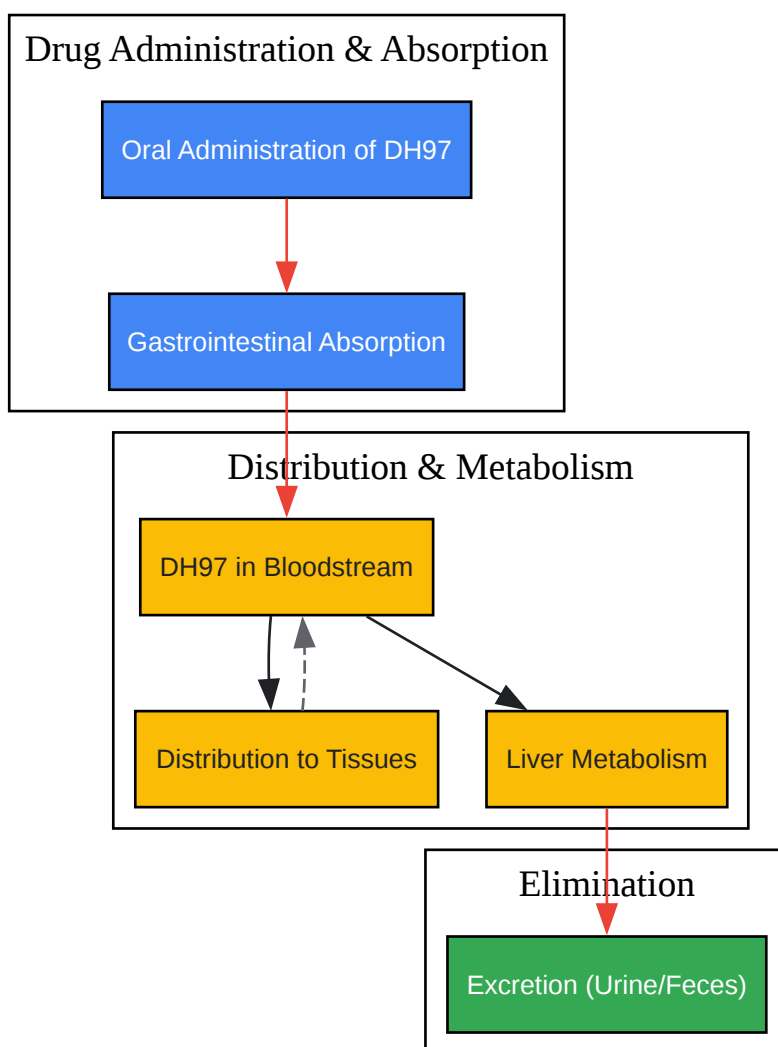 Drug Administration & Absorption
Oral Administration of DH97
Gastrointestinal Absorption
Distribution & Metabolism
DH97 in Bloodstream
Distribution to Tissues
Liver Metabolism
Elimination
Excretion (Urine/Feces)